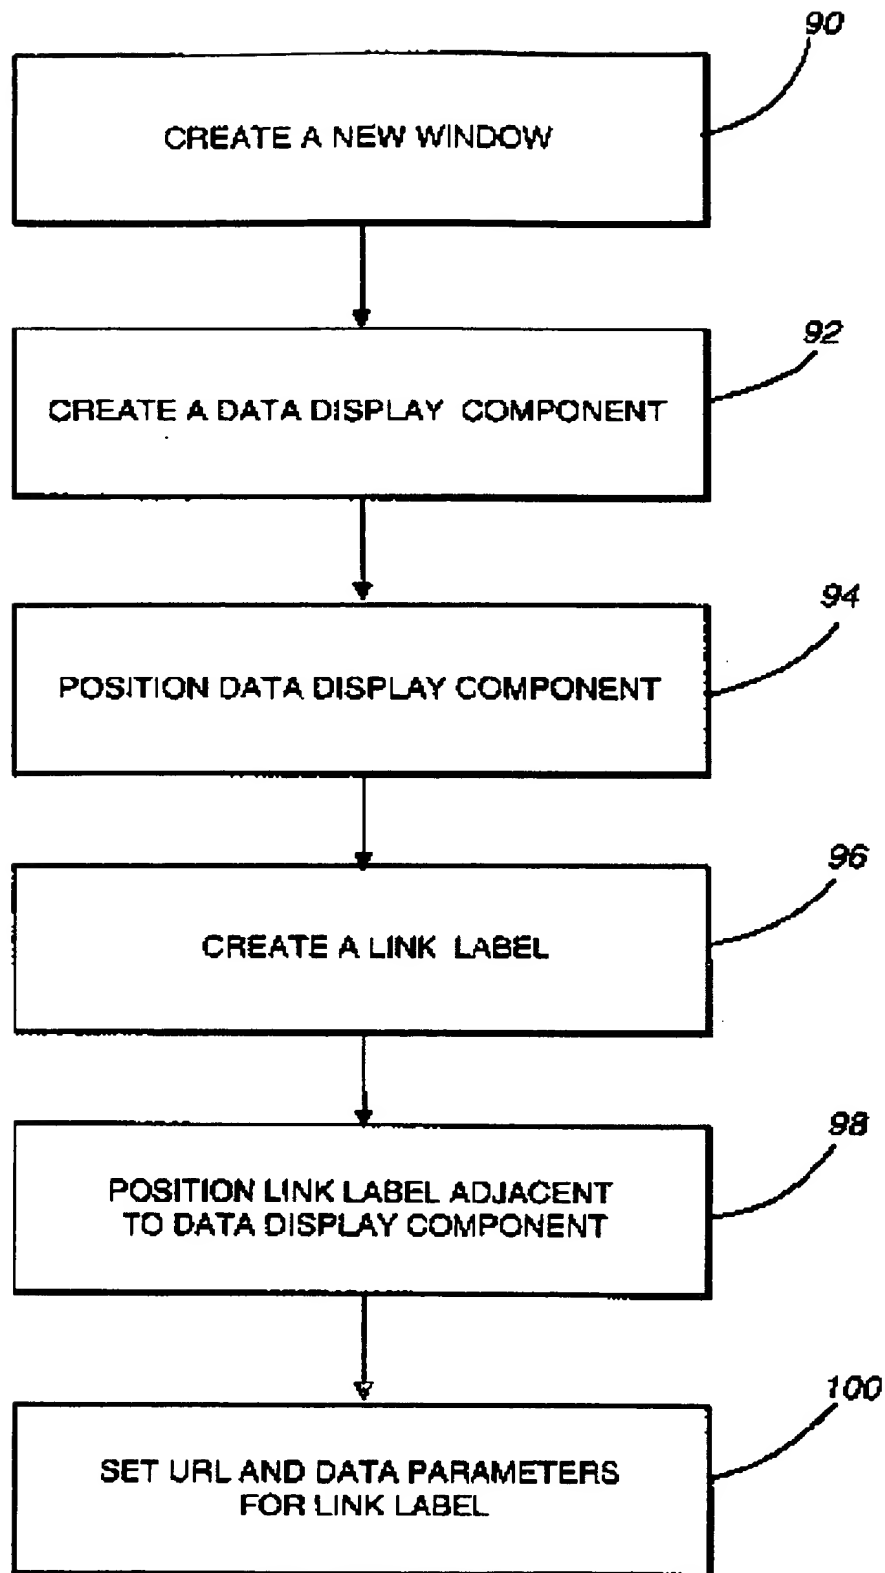 90
CREATE A NEW WINDOW
92
CREATE A DATA DISPLAY COMPONENT
94
POSITION DATA DISPLAY COMPONENT
96
CREATE A LINK LABEL
98
POSITION LINK LABEL ADJACENT
TO DATA DISPLAY COMPONENT
100
SET URL AND DATA PARAMETERS
FOR LINK LABEL